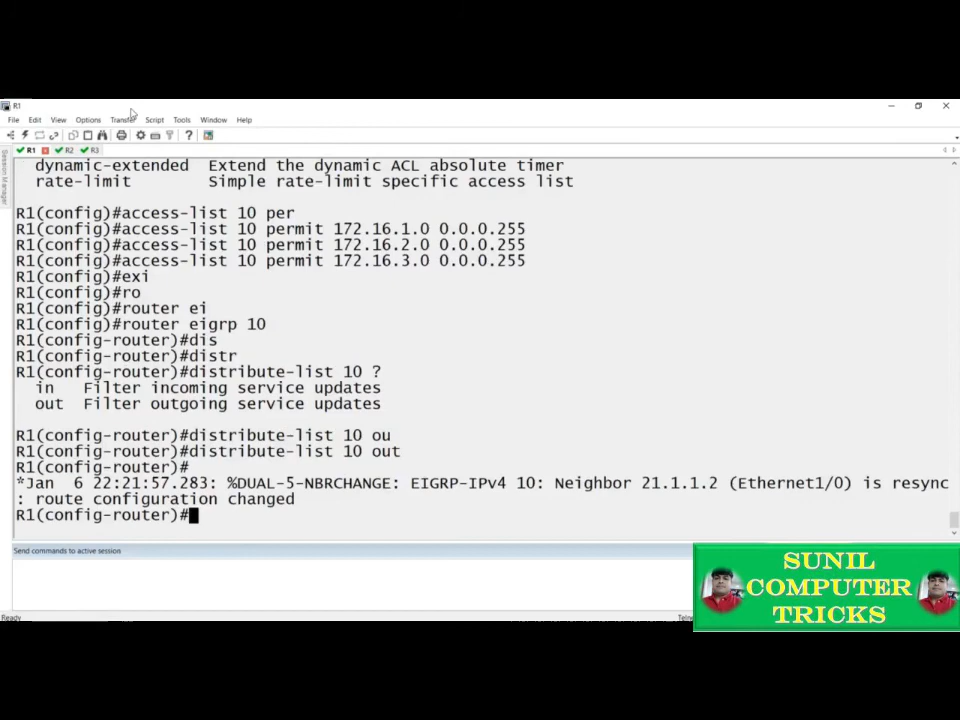 R1
File Edit View Options Transfer Script Tools Window Help
R1 R2 R3
Session Manager
dynamic-extended Extend the dynamic ACL absolute timer
rate-limit Simple rate-limit specific access list
R1(config)#access-list 10 per
R1(config)#access-list 10 permit 172.16.1.0 0.0.0.255
R1(config)#access-list 10 permit 172.16.2.0 0.0.0.255
R1(config)#access-list 10 permit 172.16.3.0 0.0.0.255
R1(config)#exi
R1(config)#ro
R1(config)#router ei
R1(config)#router eigrp 10
R1(config-router)#dis
R1(config-router)#distr
R1(config-router)#distribute-list 10 ?
in Filter incoming service updates
out Filter outgoing service updates
R1(config-router)#distribute-list 10 ou
R1(config-router)#distribute-list 10 out
R1(config-router)#
*Jan 6 22:21:57.283: %DUAL-5-NBRCHANGE: EIGRP-IPv4 10: Neighbor 21.1.1.2 (Ethernet1/0) is resync
: route configuration changed
R1(config-router)#
Send commands to active session
Ready
SUNIL
COMPUTER
TRICKS